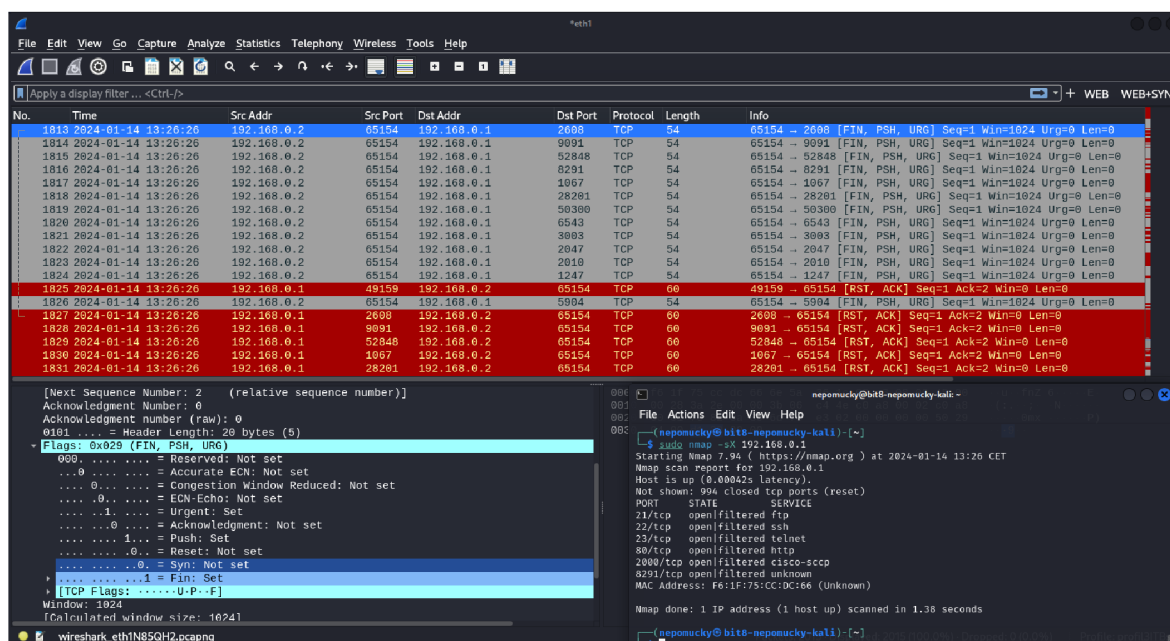 *eth1
File Edit View Go Capture Analyze Statistics Telephony Wireless Tools Help
Apply a display filter ... <Ctrl-/> + WEB WEB+SYN
No. Time Src Addr Src Port Dst Addr Dst Port Protocol Length Info
1813 2024-01-14 13:26:26 192.168.0.2 65154 192.168.0.1 2608 TCP 54 65154 → 2608 [FIN, PSH, URG] Seq=1 Win=1024 Urg=0 Len=0
1814 2024-01-14 13:26:26 192.168.0.2 65154 192.168.0.1 9091 TCP 54 65154 → 9091 [FIN, PSH, URG] Seq=1 Win=1024 Urg=0 Len=0
1815 2024-01-14 13:26:26 192.168.0.2 65154 192.168.0.1 52848 TCP 54 65154 → 52848 [FIN, PSH, URG] Seq=1 Win=1024 Urg=0 Len=0
1816 2024-01-14 13:26:26 192.168.0.2 65154 192.168.0.1 8291 TCP 54 65154 → 8291 [FIN, PSH, URG] Seq=1 Win=1024 Urg=0 Len=0
1817 2024-01-14 13:26:26 192.168.0.2 65154 192.168.0.1 1067 TCP 54 65154 → 1067 [FIN, PSH, URG] Seq=1 Win=1024 Urg=0 Len=0
1818 2024-01-14 13:26:26 192.168.0.2 65154 192.168.0.1 28201 TCP 54 65154 → 28201 [FIN, PSH, URG] Seq=1 Win=1024 Urg=0 Len=0
1819 2024-01-14 13:26:26 192.168.0.2 65154 192.168.0.1 50300 TCP 54 65154 → 50300 [FIN, PSH, URG] Seq=1 Win=1024 Urg=0 Len=0
1820 2024-01-14 13:26:26 192.168.0.2 65154 192.168.0.1 6543 TCP 54 65154 → 6543 [FIN, PSH, URG] Seq=1 Win=1024 Urg=0 Len=0
1821 2024-01-14 13:26:26 192.168.0.2 65154 192.168.0.1 3003 TCP 54 65154 → 3003 [FIN, PSH, URG] Seq=1 Win=1024 Urg=0 Len=0
1822 2024-01-14 13:26:26 192.168.0.2 65154 192.168.0.1 2047 TCP 54 65154 → 2047 [FIN, PSH, URG] Seq=1 Win=1024 Urg=0 Len=0
1823 2024-01-14 13:26:26 192.168.0.2 65154 192.168.0.1 2010 TCP 54 65154 → 2010 [FIN, PSH, URG] Seq=1 Win=1024 Urg=0 Len=0
1824 2024-01-14 13:26:26 192.168.0.2 65154 192.168.0.1 1247 TCP 54 65154 → 1247 [FIN, PSH, URG] Seq=1 Win=1024 Urg=0 Len=0
1825 2024-01-14 13:26:26 192.168.0.1 49159 192.168.0.2 65154 TCP 60 49159 → 65154 [RST, ACK] Seq=1 Ack=2 Win=0 Len=0
1826 2024-01-14 13:26:26 192.168.0.2 65154 192.168.0.1 5904 TCP 54 65154 → 5904 [FIN, PSH, URG] Seq=1 Win=1024 Urg=0 Len=0
1827 2024-01-14 13:26:26 192.168.0.1 2608 192.168.0.2 65154 TCP 60 2608 → 65154 [RST, ACK] Seq=1 Ack=2 Win=0 Len=0
1828 2024-01-14 13:26:26 192.168.0.1 9091 192.168.0.2 65154 TCP 60 9091 → 65154 [RST, ACK] Seq=1 Ack=2 Win=0 Len=0
1829 2024-01-14 13:26:26 192.168.0.1 52848 192.168.0.2 65154 TCP 60 52848 → 65154 [RST, ACK] Seq=1 Ack=2 Win=0 Len=0
1830 2024-01-14 13:26:26 192.168.0.1 1067 192.168.0.2 65154 TCP 60 1067 → 65154 [RST, ACK] Seq=1 Ack=2 Win=0 Len=0
1831 2024-01-14 13:26:26 192.168.0.1 28201 192.168.0.2 65154 TCP 60 28201 → 65154 [RST, ACK] Seq=1 Ack=2 Win=0 Len=0
[Next Sequence Number: 2 (relative sequence number)]
Acknowledgment Number: 0
Acknowledgment number (raw): 0
0101 .... = Header Length: 20 bytes (5)
Flags: 0x029 (FIN, PSH, URG)
000. .... .... = Reserved: Not set
...0 .... .... = Accurate ECN: Not set
.... 0... .... = Congestion Window Reduced: Not set
.... .0.. .... = ECN-Echo: Not set
.... ..1. .... = Urgent: Set
.... ...0 .... = Acknowledgment: Not set
.... .... 1... = Push: Set
.... .... .0.. = Reset: Not set
.... .... ..0. = Syn: Not set
.... .... ...1 = Fin: Set
[TCP Flags: ······U·P··F]
Window: 1024
[Calculated window size: 1024]
wireshark_eth1N85QH2.pcapng
nepomucky@bit8-nepomucky-kali: ~
File Actions Edit View Help
(nepomucky㉿bit8-nepomucky-kali)-[~]
$ sudo nmap -sX 192.168.0.1
Starting Nmap 7.94 ( https://nmap.org ) at 2024-01-14 13:26 CET
Nmap scan report for 192.168.0.1
Host is up (0.00042s latency).
Not shown: 994 closed tcp ports (reset)
PORT STATE SERVICE
21/tcp open|filtered ftp
22/tcp open|filtered ssh
23/tcp open|filtered telnet
80/tcp open|filtered http
2000/tcp open|filtered cisco-sccp
8291/tcp open|filtered unknown
MAC Address: F6:1F:75:CC:DC:66 (Unknown)
Nmap done: 1 IP address (1 host up) scanned in 1.38 seconds
(nepomucky㉿bit8-nepomucky-kali)-[~]